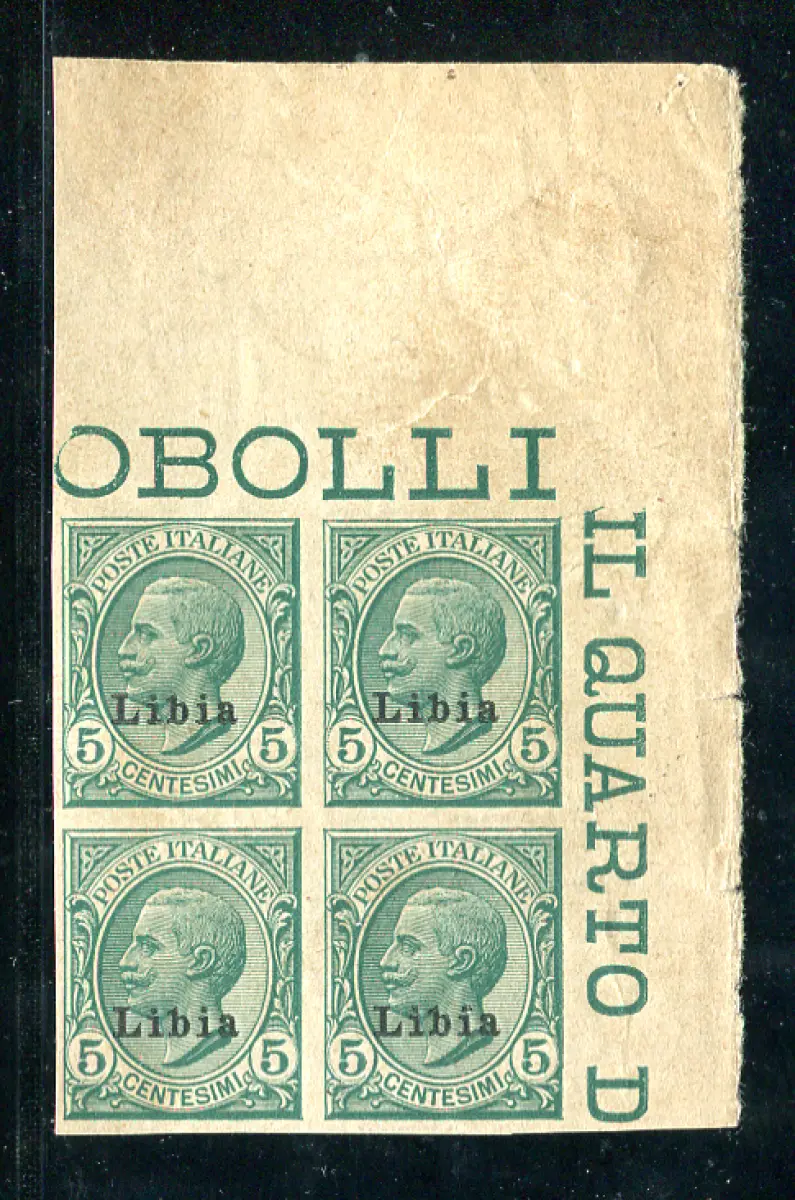 OBOLLI
IL QUARTO D
POSTE ITALIANE
Libia
5 5
CENTESIMI
POSTE ITALIANE
Libia
5 5
CENTESIMI
POSTE ITALIANE
Libia
5 5
CENTESIMI
POSTE ITALIANE
Libia
5 5
CENTESIMI